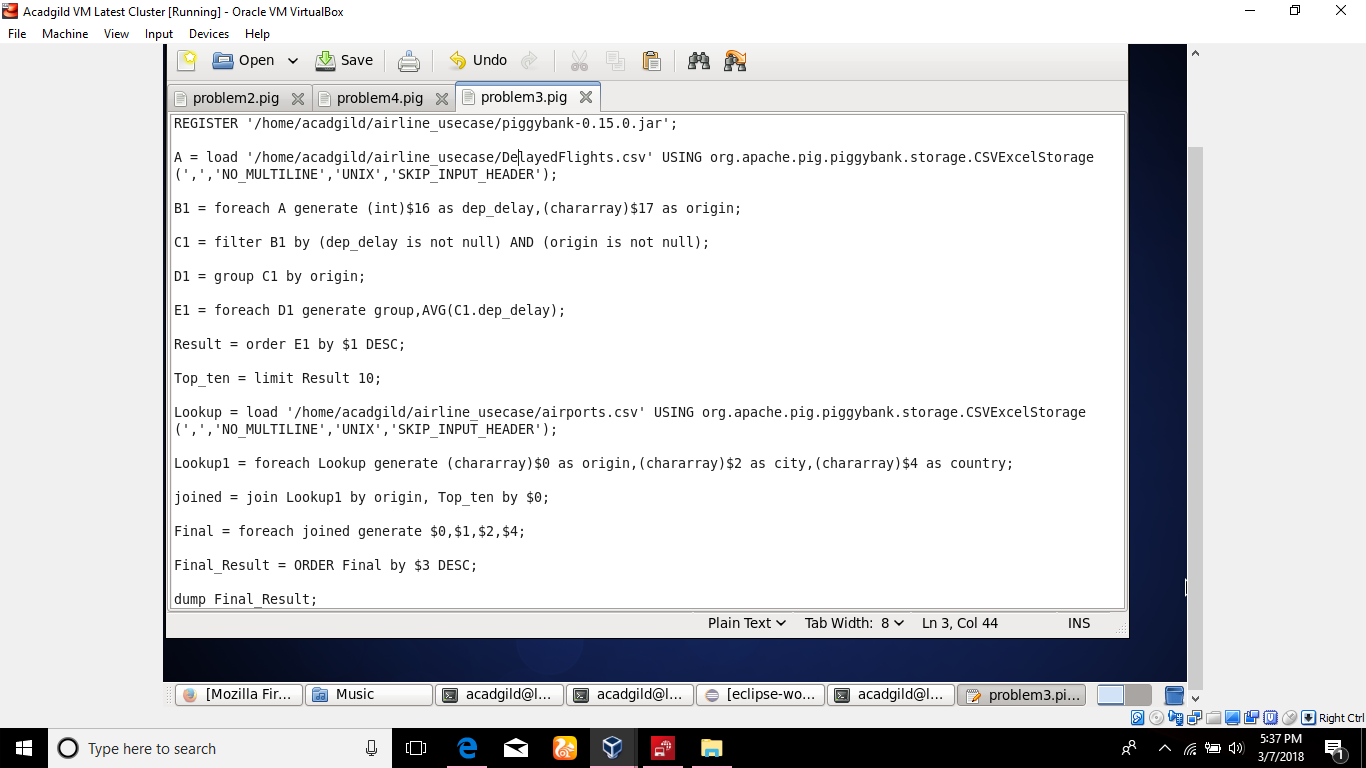 Acadgild VM Latest Cluster [Running] - Oracle VM VirtualBox
File Machine View Input Devices Help
Open Save Undo
problem2.pig problem4.pig problem3.pig
REGISTER '/home/acadgild/airline_usecase/piggybank-0.15.0.jar';
A = load '/home/acadgild/airline_usecase/DelayedFlights.csv' USING org.apache.pig.piggybank.storage.CSVExcelStorage
(',','NO_MULTILINE','UNIX','SKIP_INPUT_HEADER');
B1 = foreach A generate (int)$16 as dep_delay,(chararray)$17 as origin;
C1 = filter B1 by (dep_delay is not null) AND (origin is not null);
D1 = group C1 by origin;
E1 = foreach D1 generate group,AVG(C1.dep_delay);
Result = order E1 by $1 DESC;
Top_ten = limit Result 10;
Lookup = load '/home/acadgild/airline_usecase/airports.csv' USING org.apache.pig.piggybank.storage.CSVExcelStorage
(',','NO_MULTILINE','UNIX','SKIP_INPUT_HEADER');
Lookup1 = foreach Lookup generate (chararray)$0 as origin,(chararray)$2 as city,(chararray)$4 as country;
joined = join Lookup1 by origin, Top_ten by $0;
Final = foreach joined generate $0,$1,$2,$4;
Final_Result = ORDER Final by $3 DESC;
dump Final_Result;
Plain Text Tab Width: 8 Ln 3, Col 44 INS
[Mozilla Fir... Music acadgild@l... acadgild@l... [eclipse-wo... acadgild@l... problem3.pi...
Right Ctrl
Type here to search
5:37 PM
3/7/2018
1